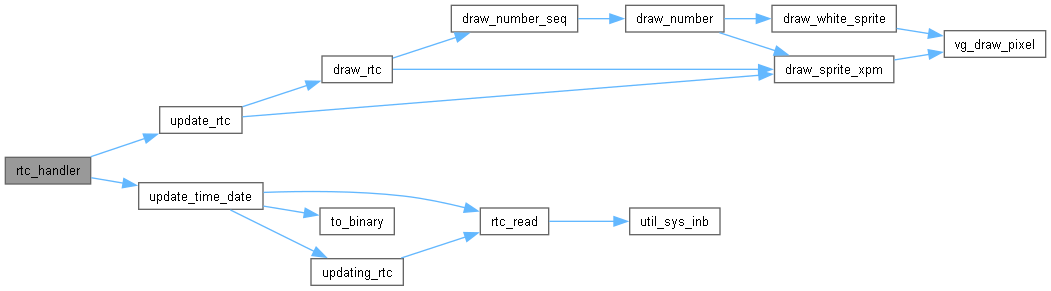 rtc_handler
update_rtc
draw_rtc
draw_number_seq
draw_number
draw_white_sprite
vg_draw_pixel
draw_sprite_xpm
update_time_date
to_binary
updating_rtc
rtc_read
util_sys_inb